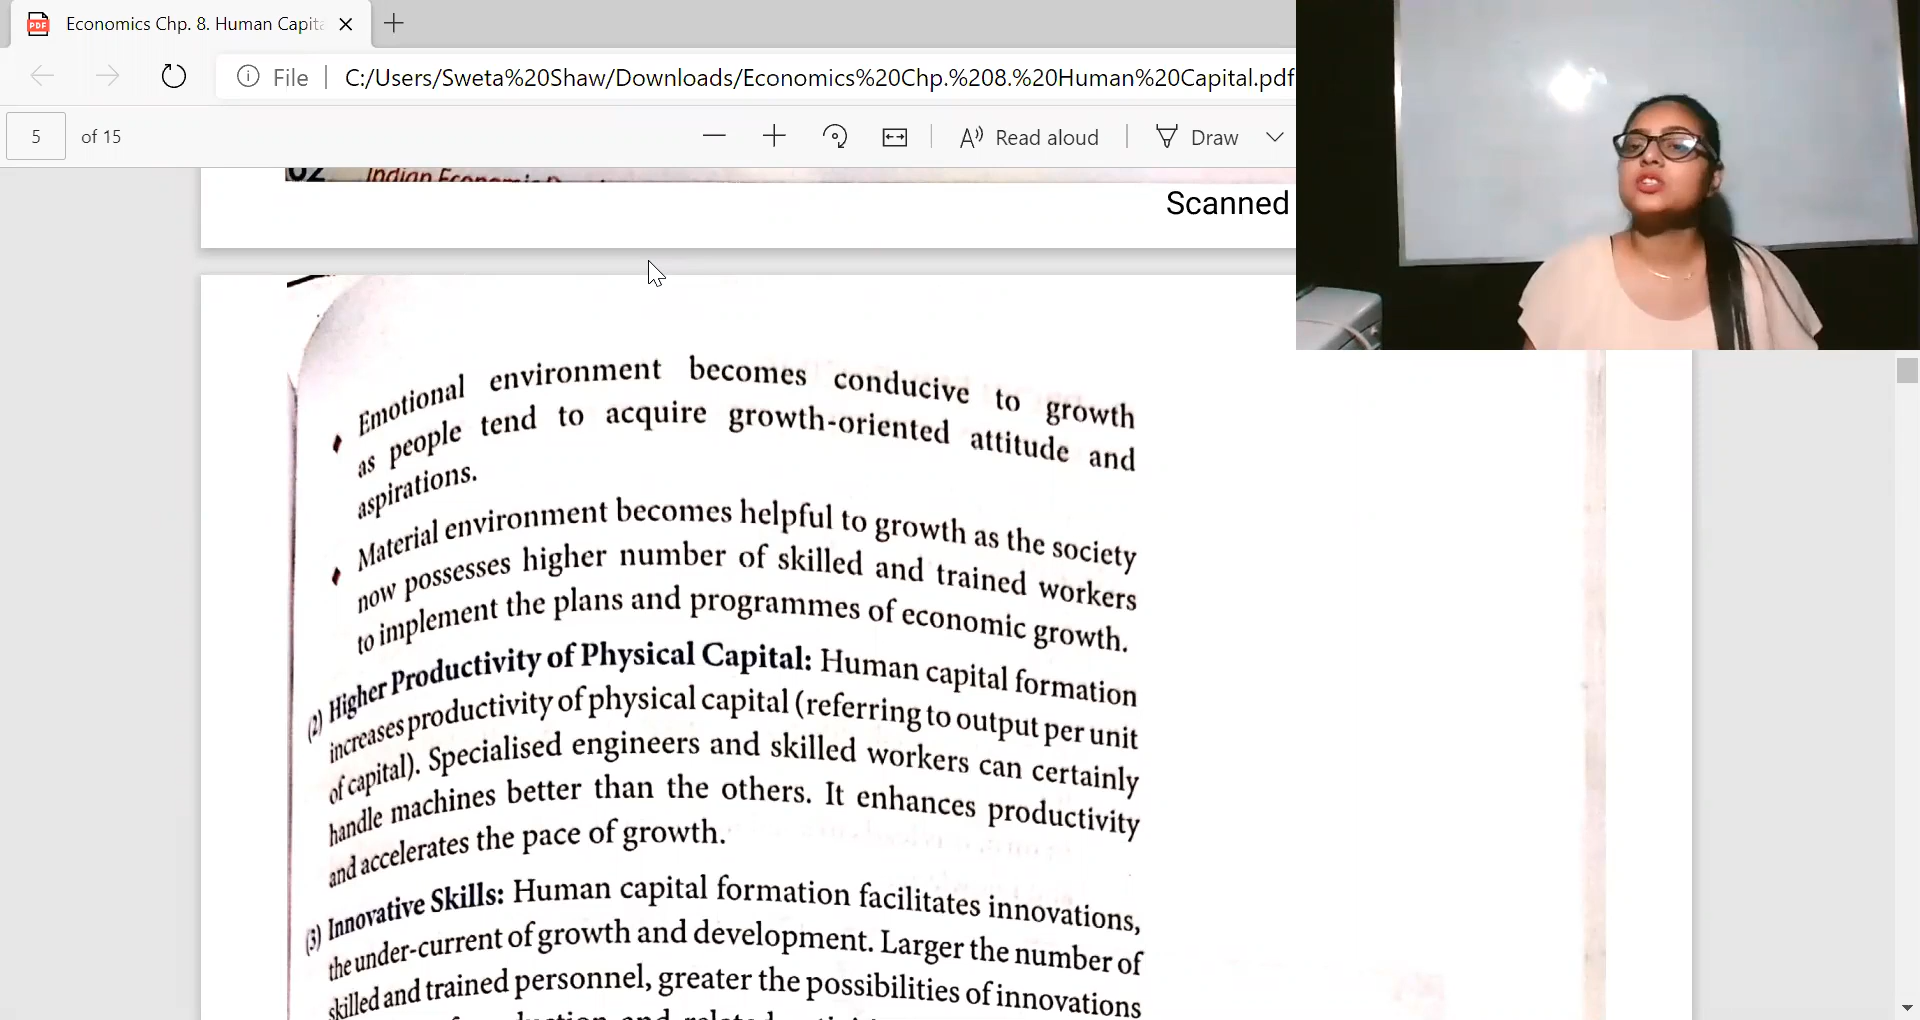 Economics Chp. 8. Human Capita
File
C:/Users/Sweta%20Shaw/Downloads/Economics%20Chp.%208.%20Human%20Capital.pdf
5 of 15
Read aloud
Draw
62 Indian Econom
Scanned
Emotional environment becomes conducive to growth
as people tend to acquire growth-oriented attitude and
aspirations.
Material environment becomes helpful to growth as the society
now possesses higher number of skilled and trained workers
to implement the plans and programmes of economic growth.
(2) Higher Productivity of Physical Capital: Human capital formation
increases productivity of physical capital (referring to output per unit
of capital). Specialised engineers and skilled workers can certainly
handle machines better than the others. It enhances productivity
and accelerates the pace of growth.
(3) Innovative Skills: Human capital formation facilitates innovations,
the under-current of growth and development. Larger the number of
skilled and trained personnel, greater the possibilities of innovations
and